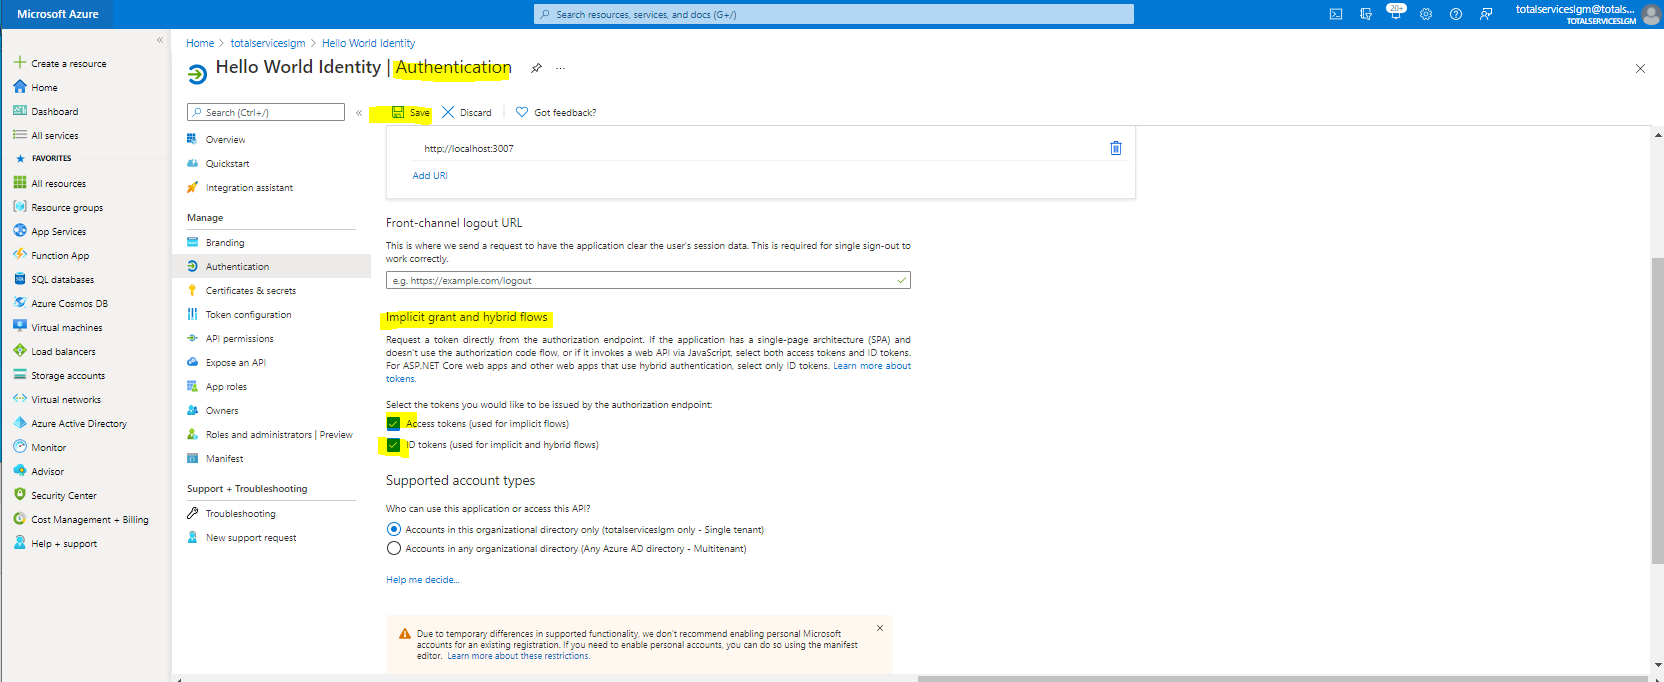 Microsoft Azure
Search resources, services, and docs (G+/)
20+
totalserviceslgm@totals...
TOTALSERVICESLGM
«
Create a resource
Home
Dashboard
All services
FAVORITES
All resources
Resource groups
App Services
Function App
SQL databases
Azure Cosmos DB
Virtual machines
Load balancers
Storage accounts
Virtual networks
Azure Active Directory
Monitor
Advisor
Security Center
Cost Management + Billing
Help + support
Home > totalserviceslgm > Hello World Identity
Hello World Identity | Authentication
...
Search (Ctrl+/)
«
Overview
Quickstart
Integration assistant
Manage
Branding
Authentication
Certificates & secrets
Token configuration
API permissions
Expose an API
App roles
Owners
Roles and administrators | Preview
Manifest
Support + Troubleshooting
Troubleshooting
New support request
Save
Discard
Got feedback?
http://localhost:3007
Add URI
Front-channel logout URL
This is where we send a request to have the application clear the user's session data. This is required for single sign-out to
work correctly.
e.g. https://example.com/logout
Implicit grant and hybrid flows
Request a token directly from the authorization endpoint. If the application has a single-page architecture (SPA) and
doesn't use the authorization code flow, or if it invokes a web API via JavaScript, select both access tokens and ID tokens.
For ASP.NET Core web apps and other web apps that use hybrid authentication, select only ID tokens. Learn more about
tokens.
Select the tokens you would like to be issued by the authorization endpoint:
Access tokens (used for implicit flows)
ID tokens (used for implicit and hybrid flows)
Supported account types
Who can use this application or access this API?
Accounts in this organizational directory only (totalserviceslgm only - Single tenant)
Accounts in any organizational directory (Any Azure AD directory - Multitenant)
Help me decide...
Due to temporary differences in supported functionality, we don't recommend enabling personal Microsoft
accounts for an existing registration. If you need to enable personal accounts, you can do so using the manifest
editor. Learn more about these restrictions.